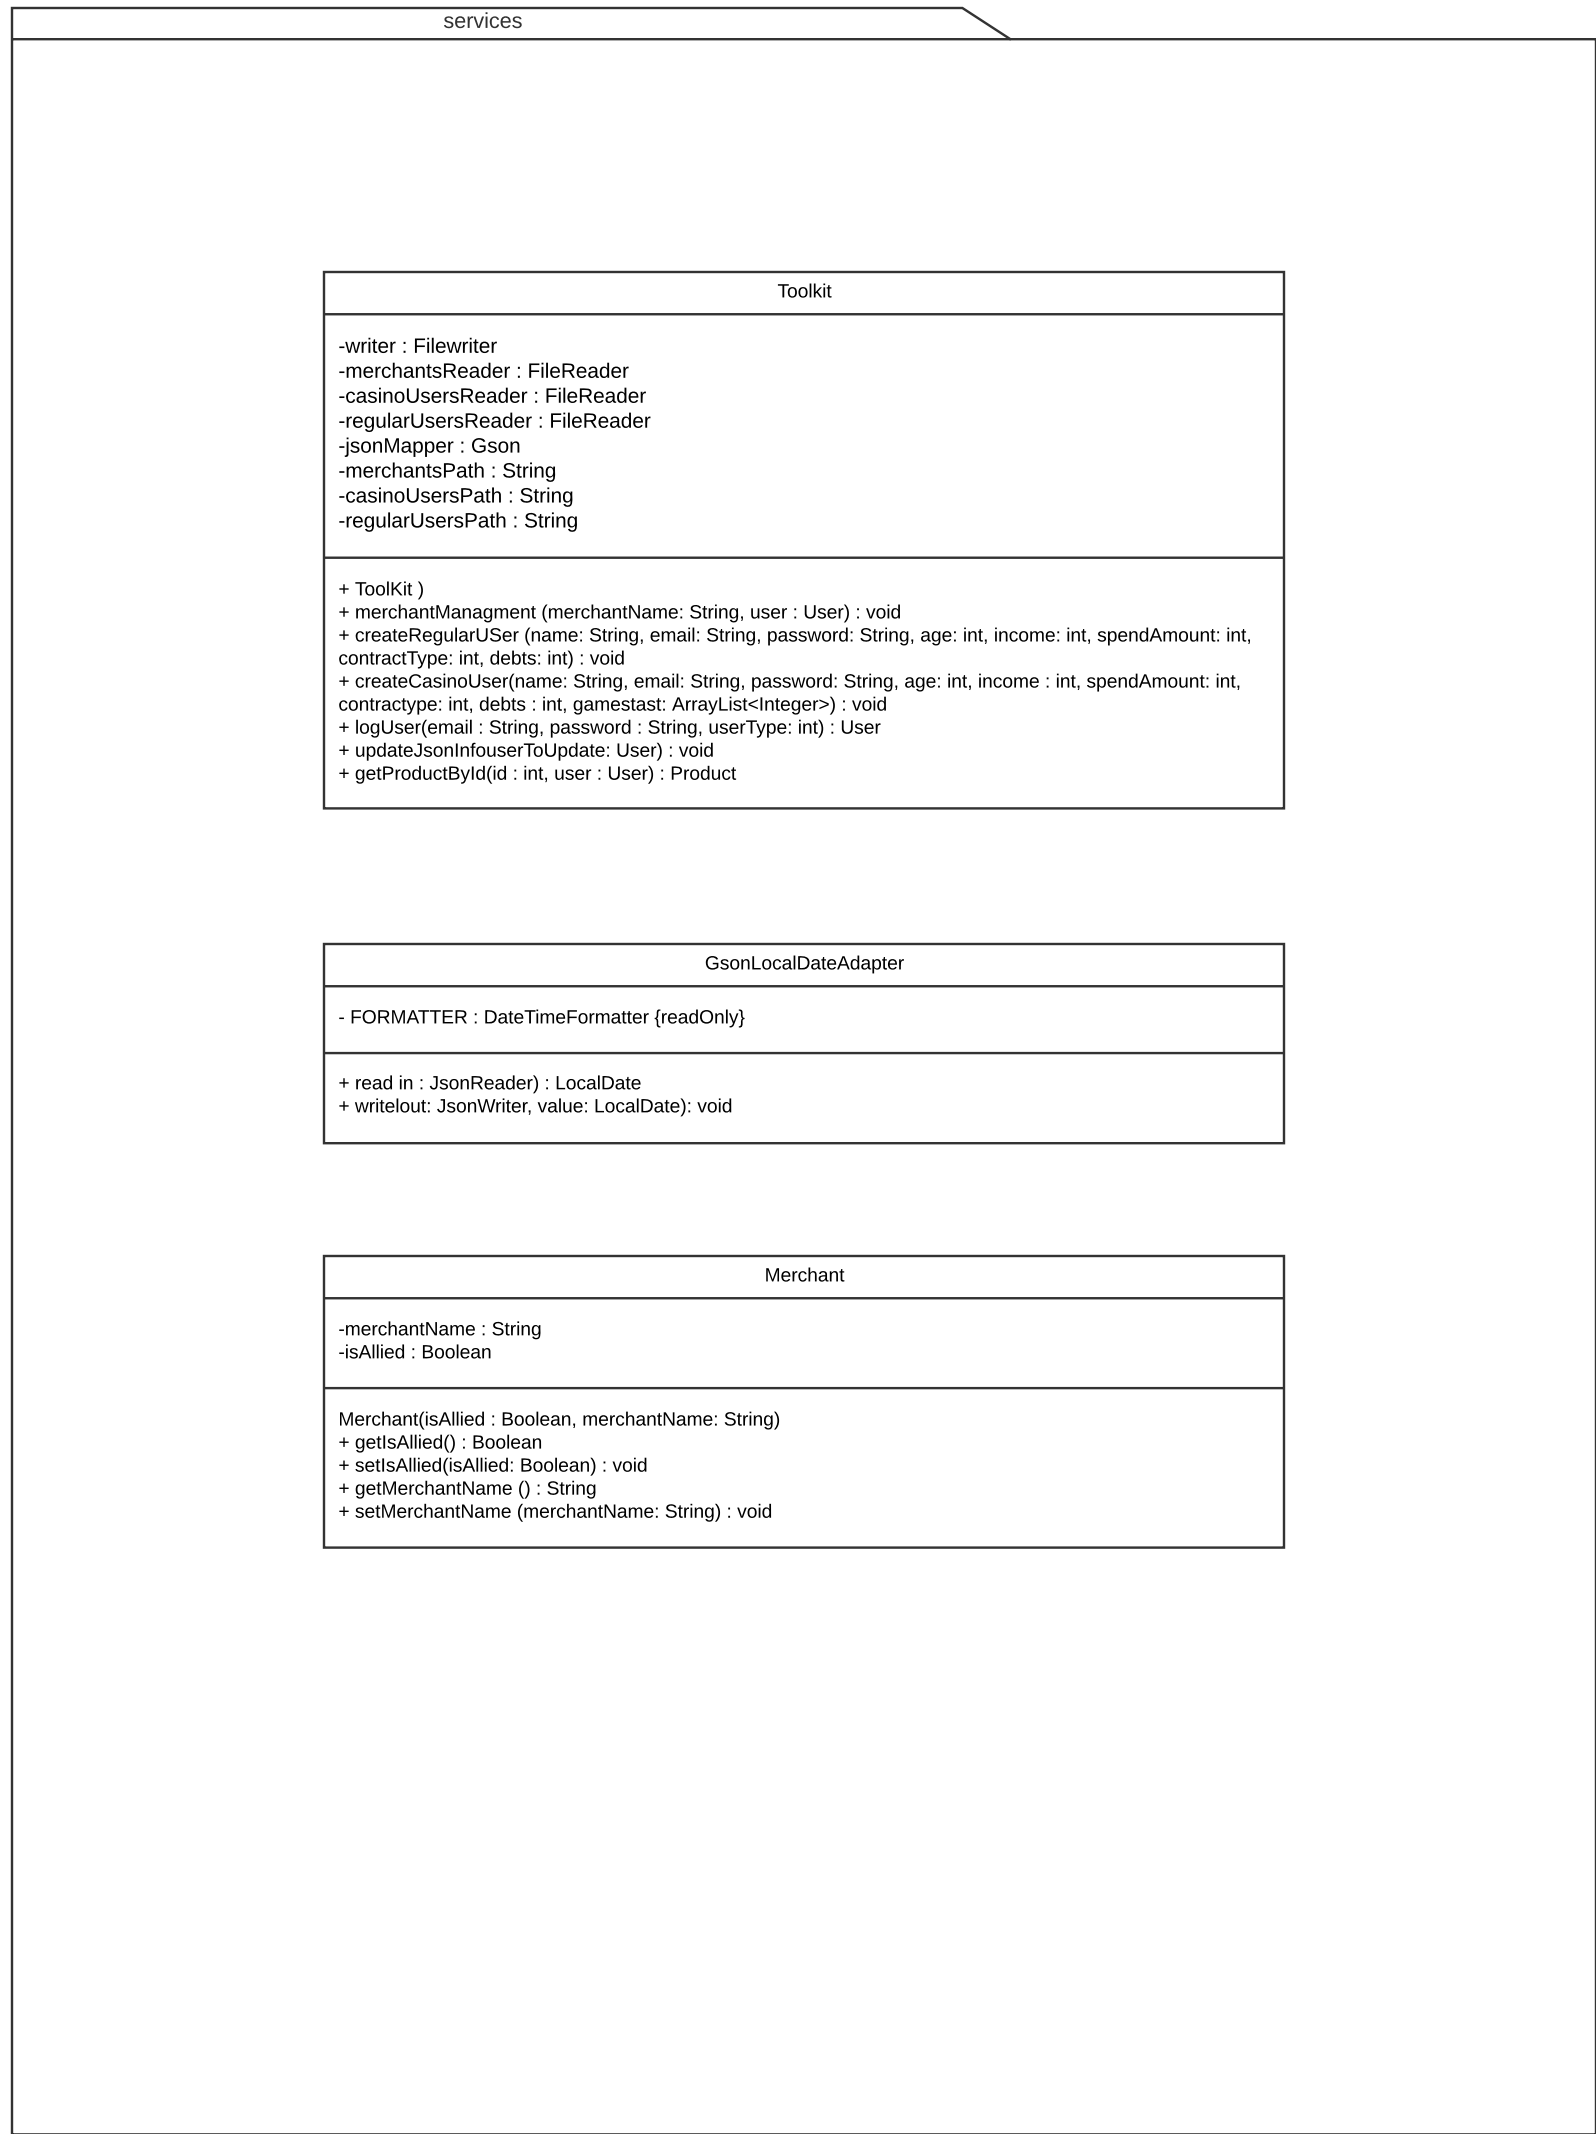 services
Toolkit
-writer : Filewriter
-merchantsReader : FileReader
-casinoUsersReader : FileReader
-regularUsersReader : FileReader
-jsonMapper : Gson
-merchantsPath : String
-casinoUsersPath : String
-regularUsersPath : String
+ ToolKit )
+ merchantManagment (merchantName: String, user : User) : void
+ createRegularUSer (name: String, email: String, password: String, age: int, income: int, spendAmount: int,
contractType: int, debts: int) : void
+ createCasinoUser(name: String, email: String, password: String, age: int, income : int, spendAmount: int,
contractype: int, debts : int, gamestast: ArrayList<Integer>) : void
+ logUser(email : String, password : String, userType: int) : User
+ updateJsonInfouserToUpdate: User) : void
+ getProductById(id : int, user : User) : Product
GsonLocalDateAdapter
- FORMATTER : DateTimeFormatter {readOnly}
+ read in : JsonReader) : LocalDate
+ writelout: JsonWriter, value: LocalDate): void
Merchant
-merchantName : String
-isAllied : Boolean
Merchant(isAllied : Boolean, merchantName: String)
+ getIsAllied() : Boolean
+ setIsAllied(isAllied: Boolean) : void
+ getMerchantName () : String
+ setMerchantName (merchantName: String) : void